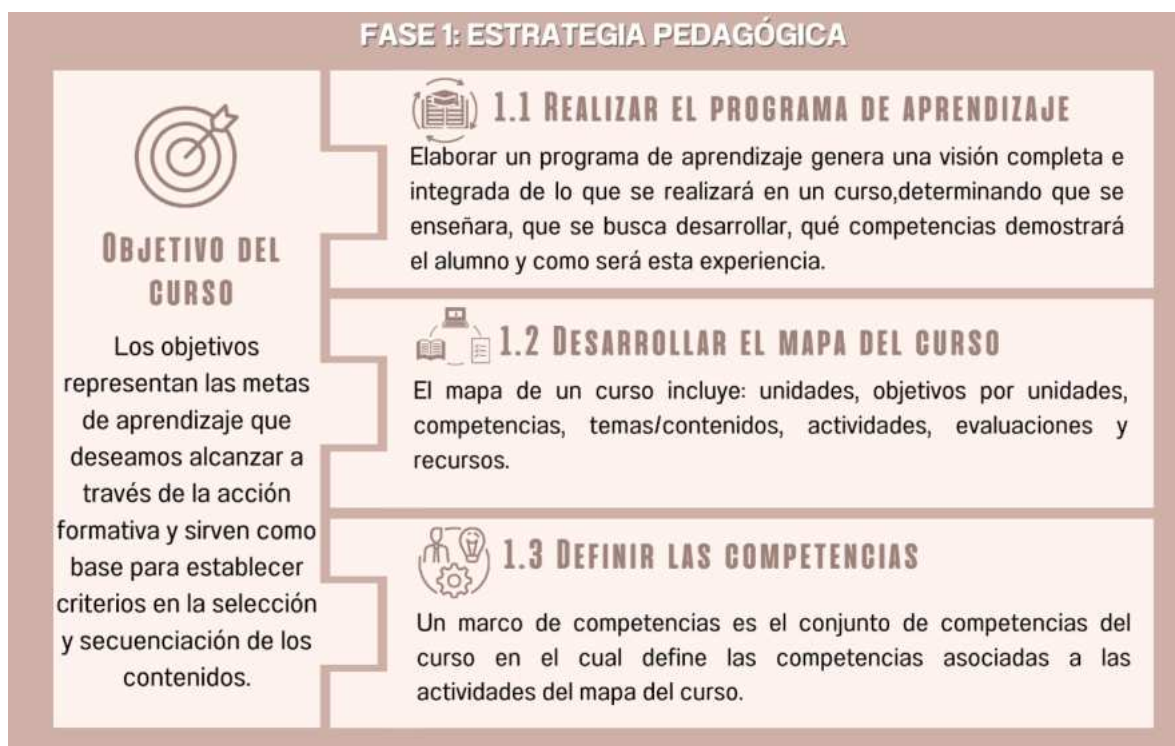 FASE 1: ESTRATEGIA PEDAGÓGICA
OBJETIVO DEL
CURSO
Los objetivos
representan las metas
de aprendizaje que
deseamos alcanzar a
través de la acción
formativa y sirven como
base para establecer
criterios en la selección
y secuenciación de los
contenidos.
1.1 REALIZAR EL PROGRAMA DE APRENDIZAJE
Elaborar un programa de aprendizaje genera una visión completa e
integrada de lo que se realizará en un curso,determinando que se
enseñara, que se busca desarrollar, qué competencias demostrará
el alumno y como será esta experiencia.
1.2 DESARROLLAR EL MAPA DEL CURSO
El mapa de un curso incluye: unidades, objetivos por unidades,
competencias, temas/contenidos, actividades, evaluaciones y
recursos.
1.3 DEFINIR LAS COMPETENCIAS
Un marco de competencias es el conjunto de competencias del
curso en el cual define las competencias asociadas a las
actividades del mapa del curso.